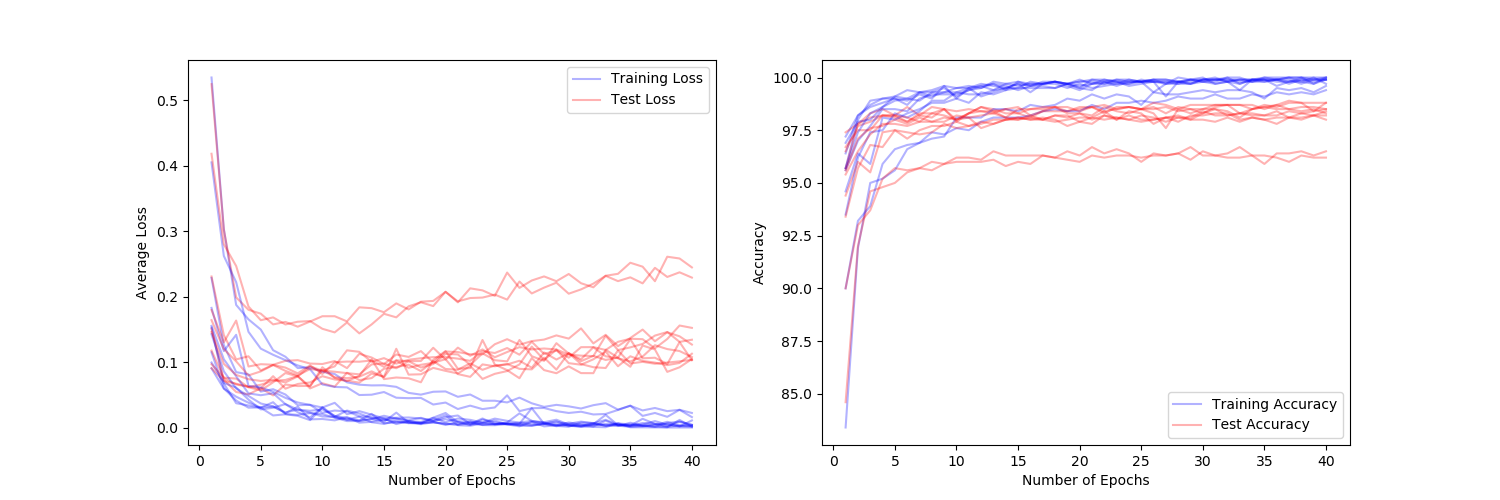 Training Loss
Test Loss
0.5
0.4
0.3
0.2
0.1
0.0
Average Loss
0 5 10 15 20 25 30 35 40
Number of Epochs
100.0
97.5
95.0
92.5
90.0
87.5
85.0
Accuracy
Training Accuracy
Test Accuracy
0 5 10 15 20 25 30 35 40
Number of Epochs